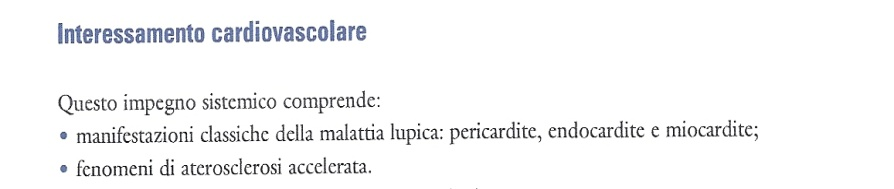 Interessamento cardiovascolare
Questo impegno sistemico comprende:
• manifestazioni classiche della malattia lupica: pericardite, endocardite e miocardite;
• fenomeni di aterosclerosi accelerata.